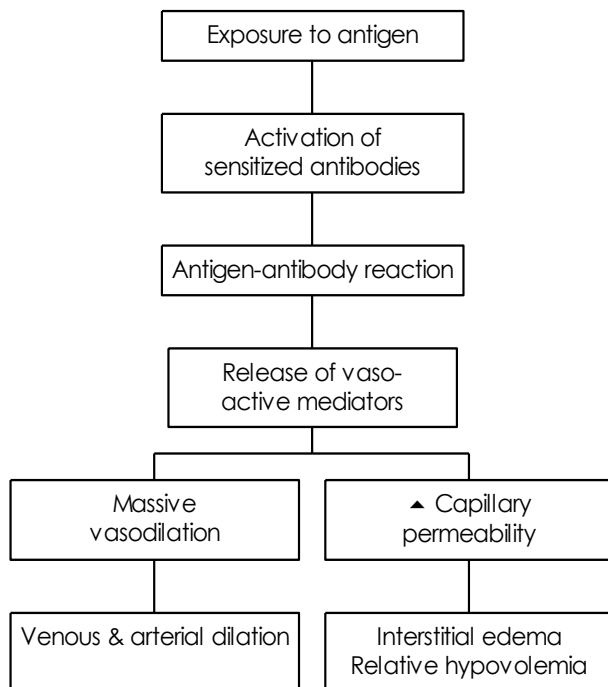 Exposure to antigen
Activation of
sensitized antibodies
Antigen-antibody reaction
Release of vaso-
active mediators
Massive
vasodilation
▲ Capillary
permeability
Venous & arterial dilation
Interstitial edema
Relative hypovolemia